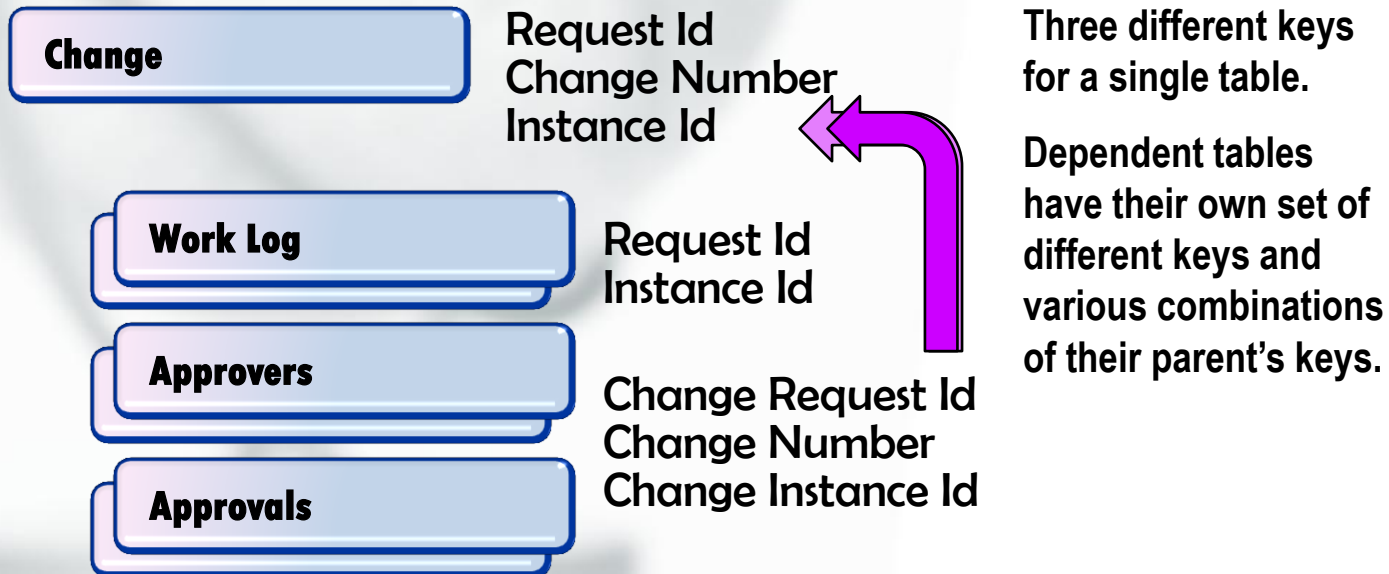 Change
Request Id
Change Number
Instance Id
Work Log
Request Id
Instance Id
Approvers
Change Request Id
Change Number
Change Instance Id
Approvals
Three different keys
for a single table.
Dependent tables
have their own set of
different keys and
various combinations
of their parent’s keys.